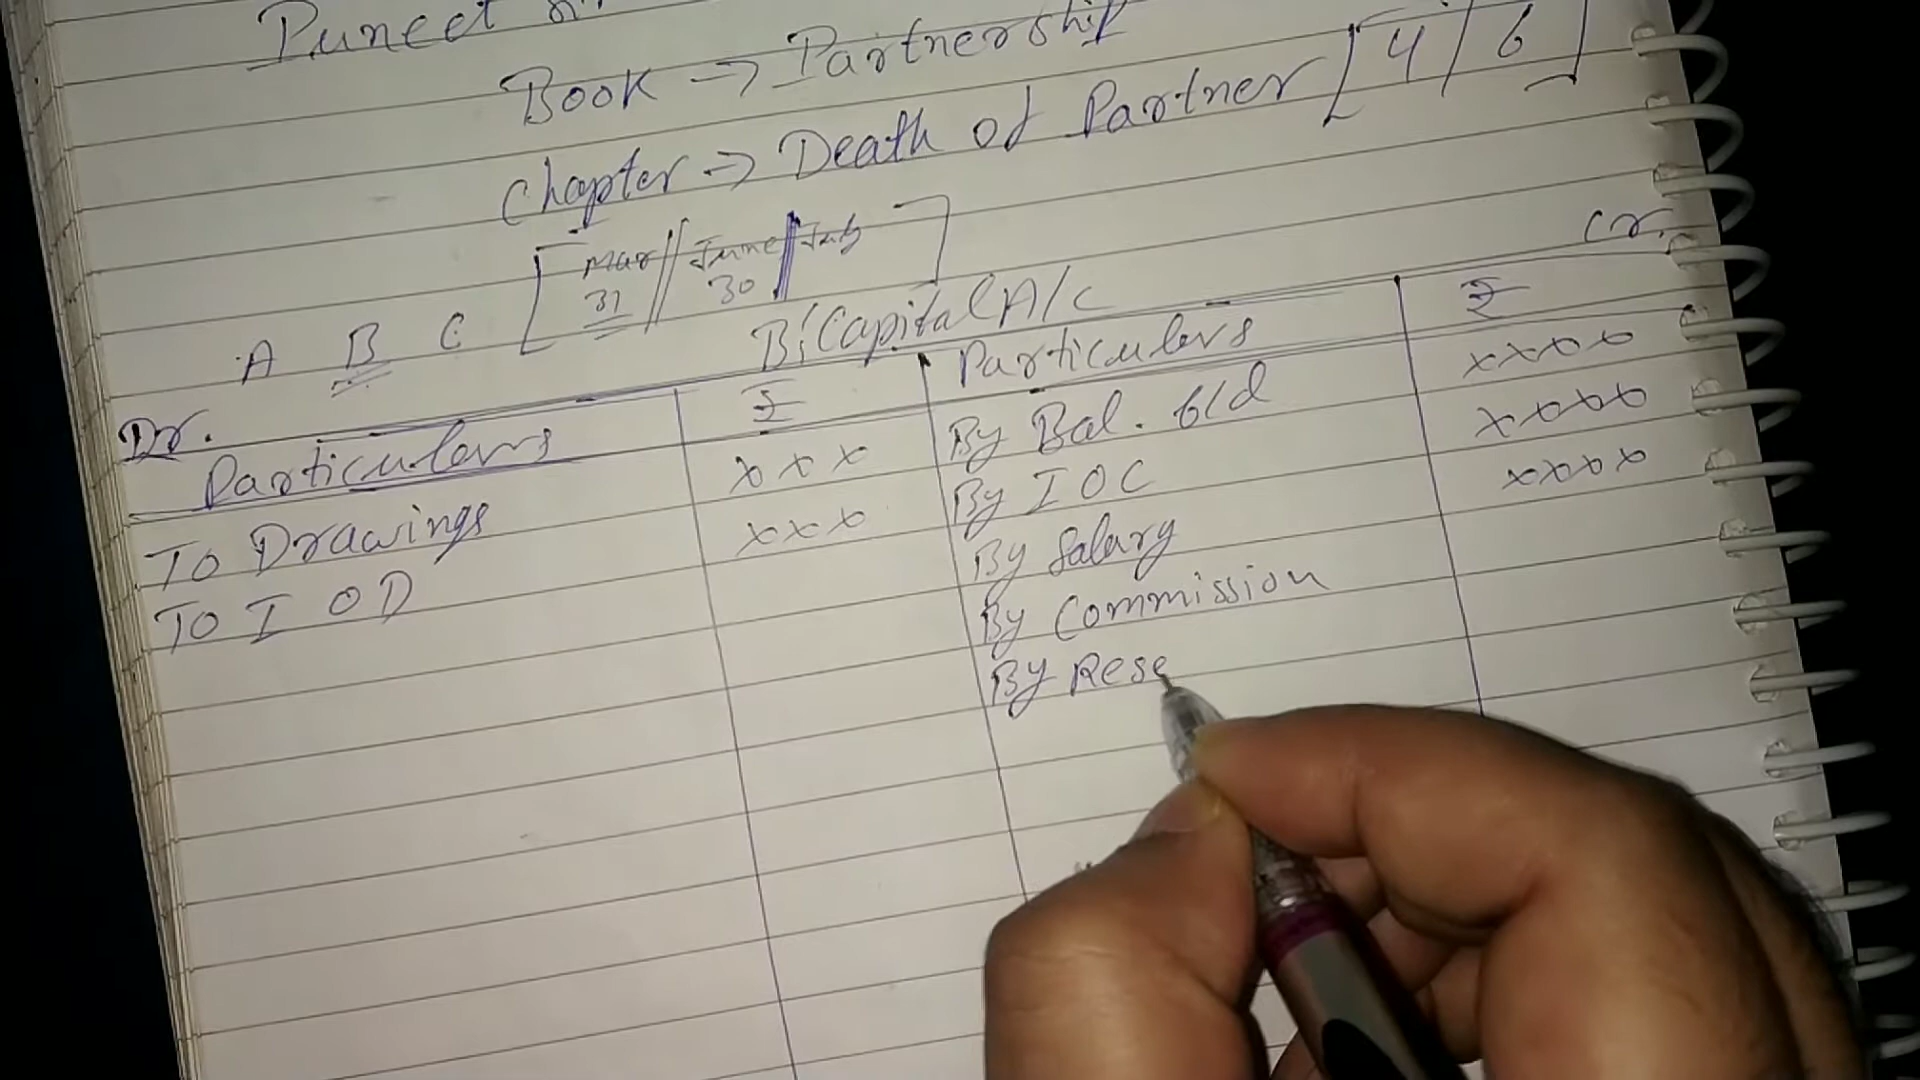 Puneet
Book → Partnership
Chapter → Death of Partner [4/6]
[Mar // June // July]
31 30
A B C
B's Capital A/c
Dr. Cr.
Particulars ₹ Particulars ₹
To Drawings xxx By Bal. b/d xxxx
To I O D xxx By I O C xxxx
By Salary xxxx
By Commission
By Rese